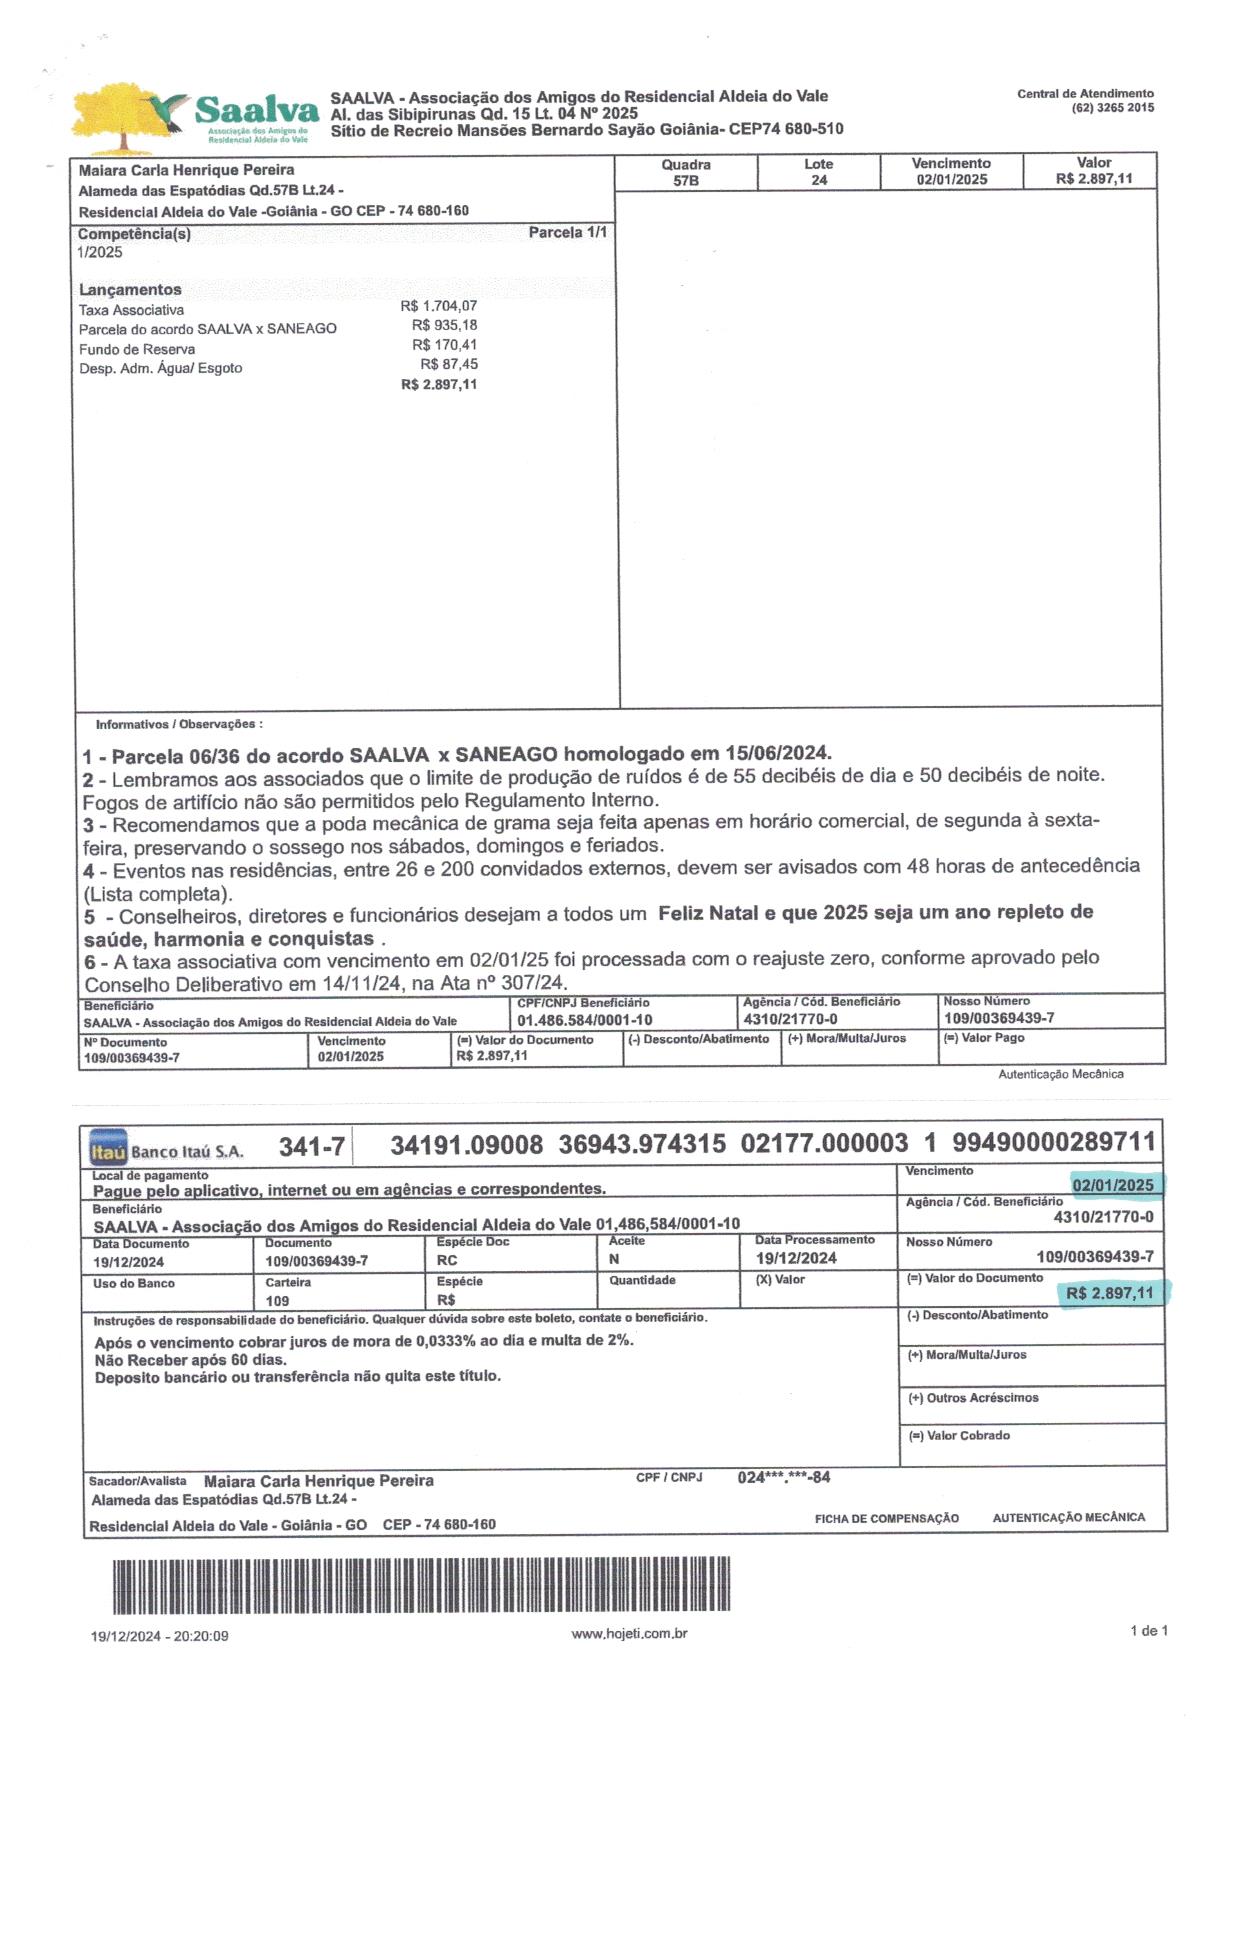 Saalva
Associação dos Amigos do
Residencial Aldeia do Vale
SAALVA - Associação dos Amigos do Residencial Aldeia do Vale
Al. das Sibipirunas Qd. 15 Lt. 04 Nº 2025
Sitio de Recreio Mansões Bernardo Sayão Goiânia- CEP74 680-510
Central de Atendimento
(62) 3265 2015
Maiara Carla Henrique Pereira
Alameda das Espatódias Qd.57B Lt.24 -
Residencial Aldeia do Vale -Goiânia - GO CEP - 74 680-160
Quadra
57B
Lote
24
Vencimento
02/01/2025
Valor
R$ 2.897,11
Competência(s) Parcela 1/1
1/2025
Lançamentos
Taxa Associativa R$ 1.704,07
Parcela do acordo SAALVA x SANEAGO R$ 935,18
Fundo de Reserva R$ 170,41
Desp. Adm. Água/ Esgoto R$ 87,45
R$ 2.897,11
Informativos / Observações :
1 - Parcela 06/36 do acordo SAALVA x SANEAGO homologado em 15/06/2024.
2 - Lembramos aos associados que o limite de produção de ruídos é de 55 decibéis de dia e 50 decibéis de noite.
Fogos de artifício não são permitidos pelo Regulamento Interno.
3 - Recomendamos que a poda mecânica de grama seja feita apenas em horário comercial, de segunda à sexta-
feira, preservando o sossego nos sábados, domingos e feriados.
4 - Eventos nas residências, entre 26 e 200 convidados externos, devem ser avisados com 48 horas de antecedência
(Lista completa).
5 - Conselheiros, diretores e funcionários desejam a todos um Feliz Natal e que 2025 seja um ano repleto de
saúde, harmonia e conquistas .
6 - A taxa associativa com vencimento em 02/01/25 foi processada com o reajuste zero, conforme aprovado pelo
Conselho Deliberativo em 14/11/24, na Ata nº 307/24.
Beneficiário CPF/CNPJ Beneficiário Agência / Cód. Beneficiário Nosso Número
SAALVA - Associação dos Amigos do Residencial Aldeia do Vale 01.486.584/0001-10 4310/21770-0 109/00369439-7
Nº Documento Vencimento (=) Valor do Documento (-) Desconto/Abatimento (+) Mora/Multa/Juros (=) Valor Pago
109/00369439-7 02/01/2025 R$ 2.897,11
Autenticação Mecânica
Itaú Banco Itaú S.A. 341-7 34191.09008 36943.974315 02177.000003 1 99490000289711
Local de pagamento Vencimento
Pague pelo aplicativo, internet ou em agências e correspondentes. 02/01/2025
Beneficiário Agência / Cód. Beneficiário
SAALVA - Associação dos Amigos do Residencial Aldeia do Vale 01,486,584/0001-10 4310/21770-0
Data Documento Documento Espécie Doc Aceite Data Processamento Nosso Número
19/12/2024 109/00369439-7 RC N 19/12/2024 109/00369439-7
Uso do Banco Carteira Espécie Quantidade (X) Valor (=) Valor do Documento
109 R$ R$ 2.897,11
Instruções de responsabilidade do beneficiário. Qualquer dúvida sobre este boleto, contate o beneficiário.
(-) Desconto/Abatimento
Após o vencimento cobrar juros de mora de 0,0333% ao dia e multa de 2%.
Não Receber após 60 dias.
(+) Mora/Multa/Juros
Deposito bancário ou transferência não quita este título.
(+) Outros Acréscimos
(=) Valor Cobrado
Sacador/Avalista Maiara Carla Henrique Pereira CPF / CNPJ 024***.***-84
Alameda das Espatódias Qd.57B Lt.24 -
Residencial Aldeia do Vale - Goiânia - GO CEP - 74 680-160 FICHA DE COMPENSAÇÃO AUTENTICAÇÃO MECÂNICA
19/12/2024 - 20:20:09 www.hojeti.com.br 1 de 1